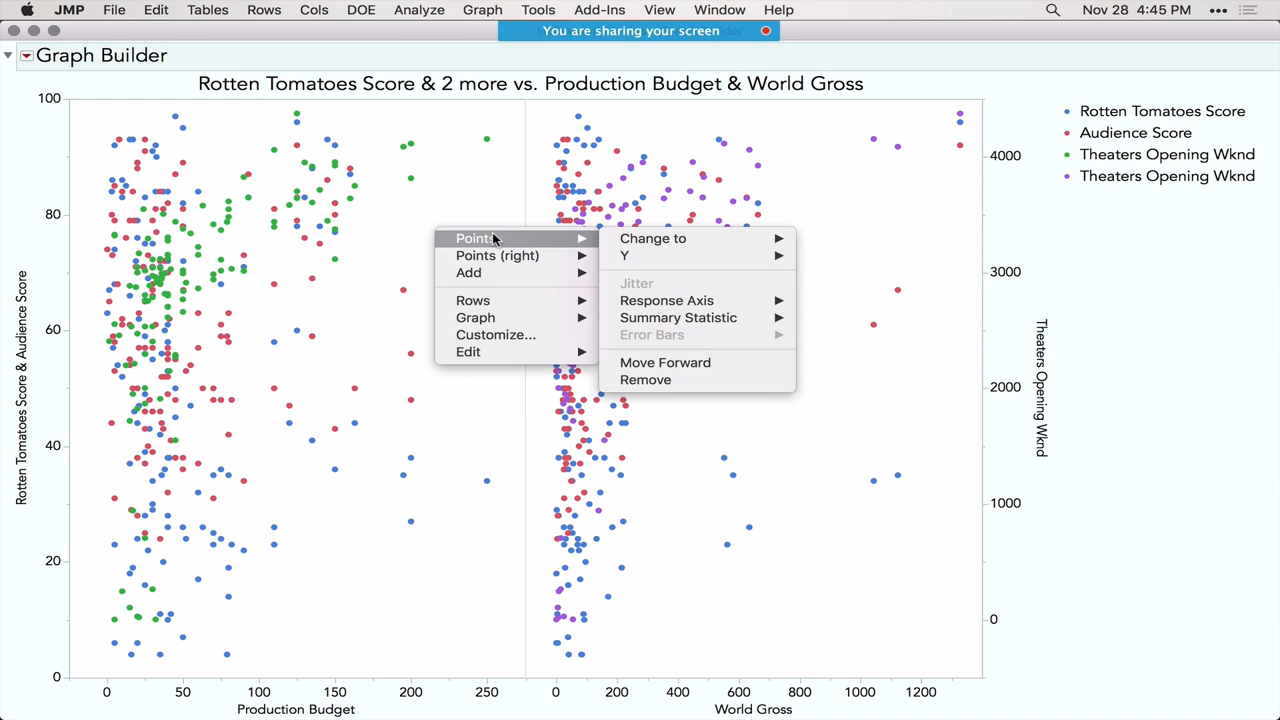 JMP File Edit Tables Rows Cols DOE Analyze Graph Tools Add-Ins View Window Help Nov 28 4:45 PM
You are sharing your screen
Graph Builder
Rotten Tomatoes Score & 2 more vs. Production Budget & World Gross
Rotten Tomatoes Score
Audience Score
Theaters Opening Wknd
Theaters Opening Wknd
Rotten Tomatoes Score & Audience Score
100
80
60
40
20
0
Points
Points (right)
Add
Rows
Graph
Customize...
Edit
Change to
Y
Jitter
Response Axis
Summary Statistic
Error Bars
Move Forward
Remove
4000
3000
2000
1000
0
Theaters Opening Wknd
0 50 100 150 200 250
0 200 400 600 800 1000 1200
Production Budget
World Gross